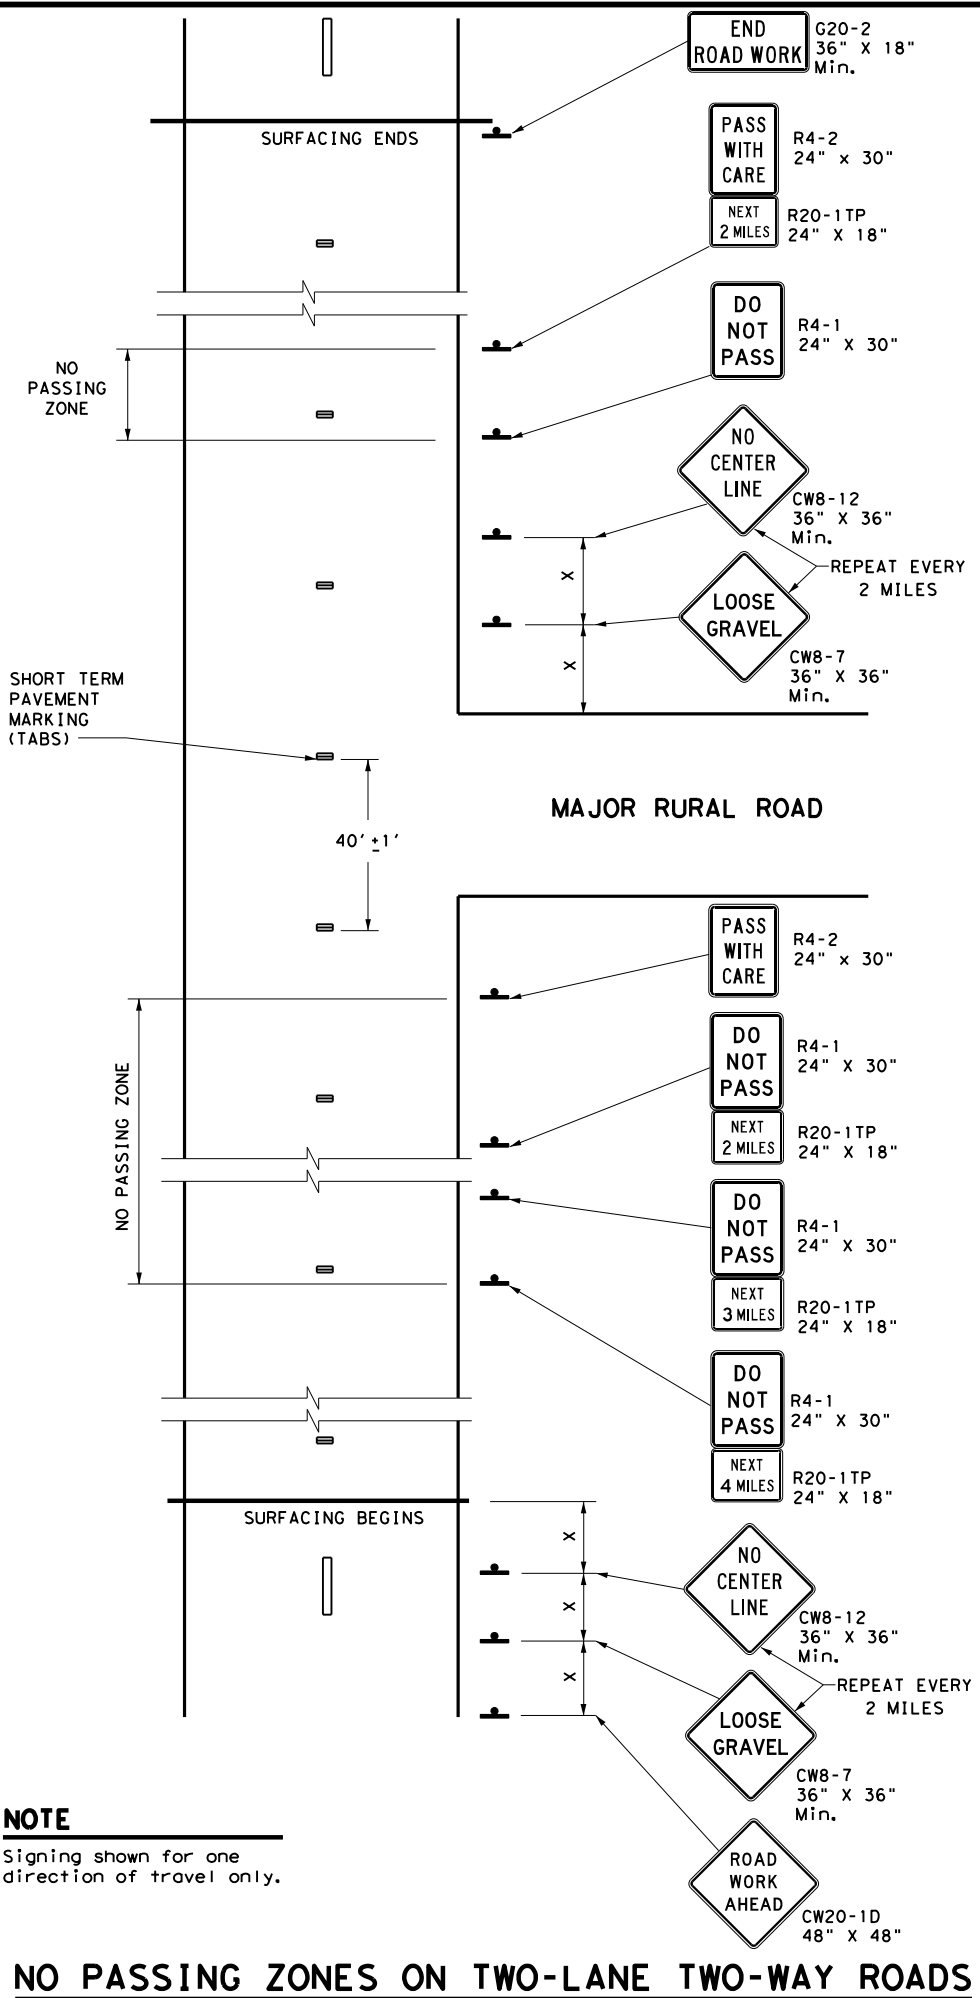 END
ROAD WORK
G20-2
36" X 18"
Min.
SURFACING ENDS
PASS
WITH
CARE
R4-2
24" x 30"
NEXT
2 MILES
R20-1TP
24" X 18"
DO
NOT
PASS
R4-1
24" X 30"
NO
PASSING
ZONE
NO
CENTER
LINE
CW8-12
36" X 36"
Min.
REPEAT EVERY
2 MILES
X
LOOSE
GRAVEL
CW8-7
36" X 36"
Min.
X
SHORT TERM
PAVEMENT
MARKING
(TABS)
40' ±1'
MAJOR RURAL ROAD
PASS
WITH
CARE
R4-2
24" x 30"
DO
NOT
PASS
R4-1
24" X 30"
NEXT
2 MILES
R20-1TP
24" X 18"
NO PASSING ZONE
DO
NOT
PASS
R4-1
24" X 30"
NEXT
3 MILES
R20-1TP
24" X 18"
DO
NOT
PASS
R4-1
24" X 30"
NEXT
4 MILES
R20-1TP
24" X 18"
SURFACING BEGINS
X
NO
CENTER
LINE
CW8-12
36" X 36"
Min.
X
REPEAT EVERY
2 MILES
X
LOOSE
GRAVEL
CW8-7
36" X 36"
Min.
NOTE
Signing shown for one
direction of travel only.
ROAD
WORK
AHEAD
CW20-1D
48" X 48"
NO PASSING ZONES ON TWO-LANE TWO-WAY ROADS